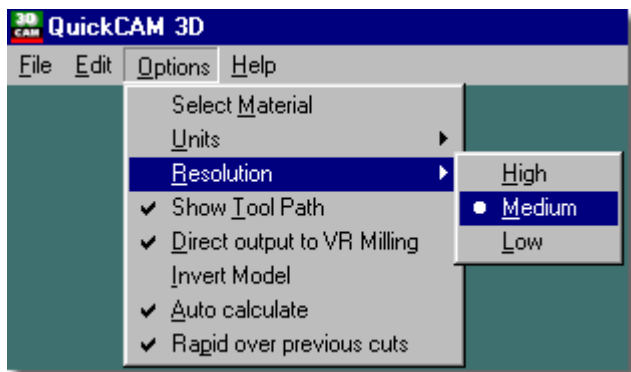 3D CAM QuickCAM 3D
File Edit Options Help
Select Material
Units
Resolution
High
Show Tool Path
Medium
Direct output to VR Milling
Low
Invert Model
Auto calculate
Rapid over previous cuts